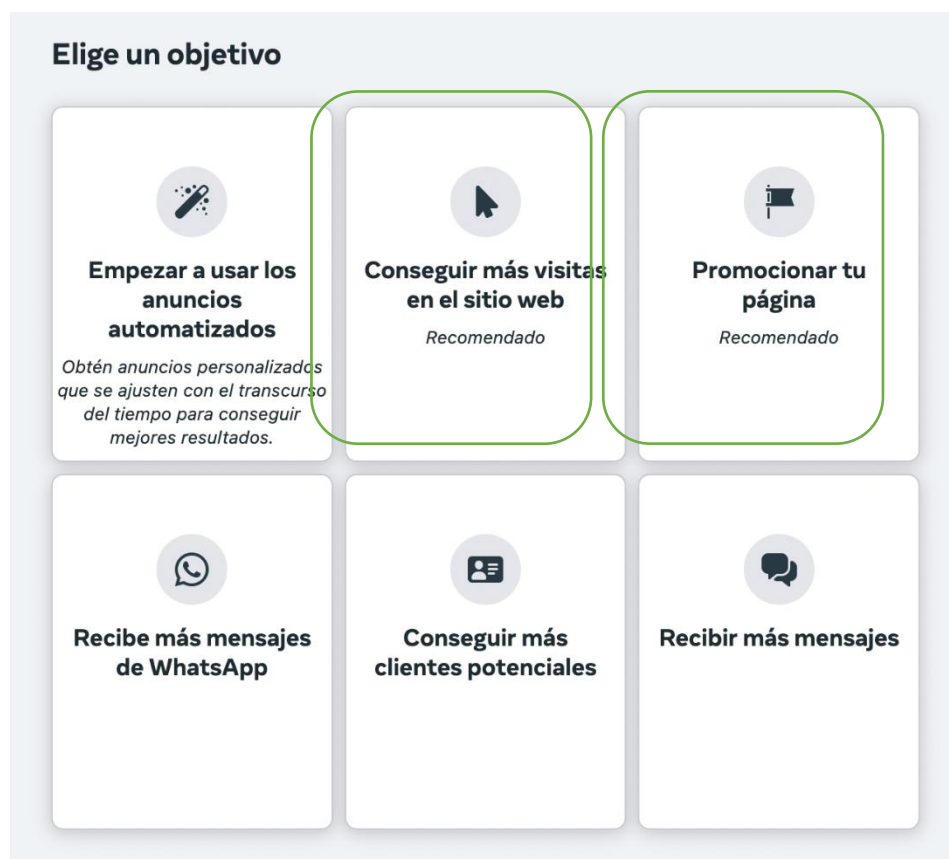 Elige un objetivo
Empezar a usar los
anuncios
automatizados
Obtén anuncios personalizados
que se ajusten con el transcurso
del tiempo para conseguir
mejores resultados.
Conseguir más visitas
en el sitio web
Recomendado
Promocionar tu
página
Recomendado
Recibe más mensajes
de WhatsApp
Conseguir más
clientes potenciales
Recibir más mensajes